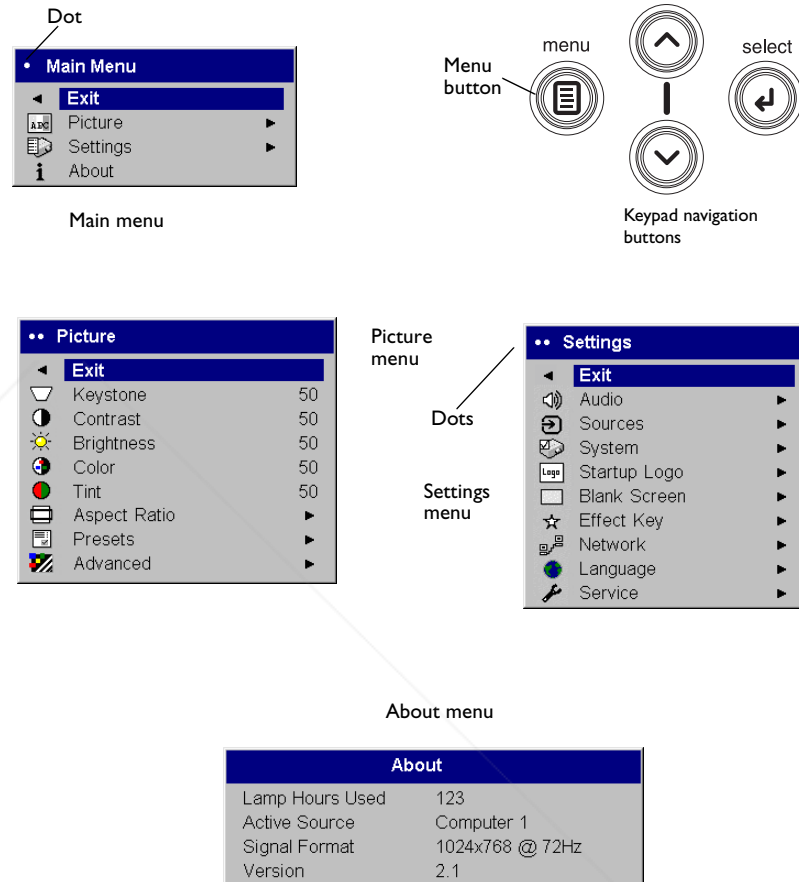 Dot
Main Menu
Exit
ABC
Picture
Settings
i
About
Main menu
Menu
button
menu
select
Keypad navigation
buttons
Picture
Exit
Keystone 50
Contrast 50
Brightness 50
Color 50
Tint 50
Aspect Ratio
Presets
Advanced
Picture
menu
Dots
Settings
menu
Settings
Exit
Audio
Sources
System
Logo
Startup Logo
Blank Screen
Effect Key
Network
Language
Service
About menu
About
Lamp Hours Used 123
Active Source Computer 1
Signal Format 1024x768 @ 72Hz
Version 2.1